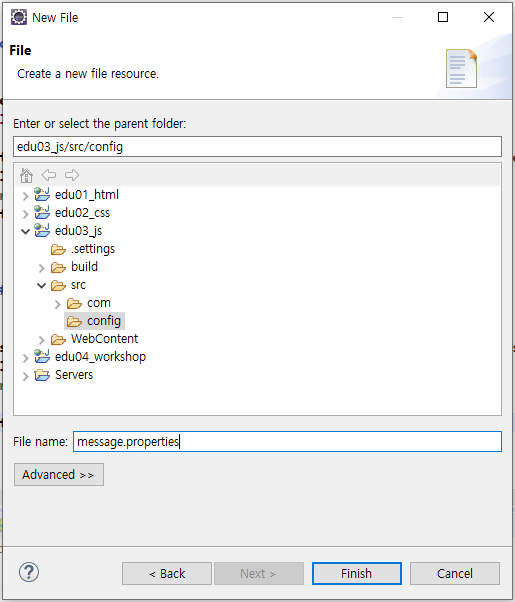 New File
File
Create a new file resource.
Enter or select the parent folder:
edu03_js/src/config
edu01_html
edu02_css
edu03_js
.settings
build
src
com
config
WebContent
edu04_workshop
Servers
File name: message.properties
Advanced >>
< Back Next > Finish Cancel